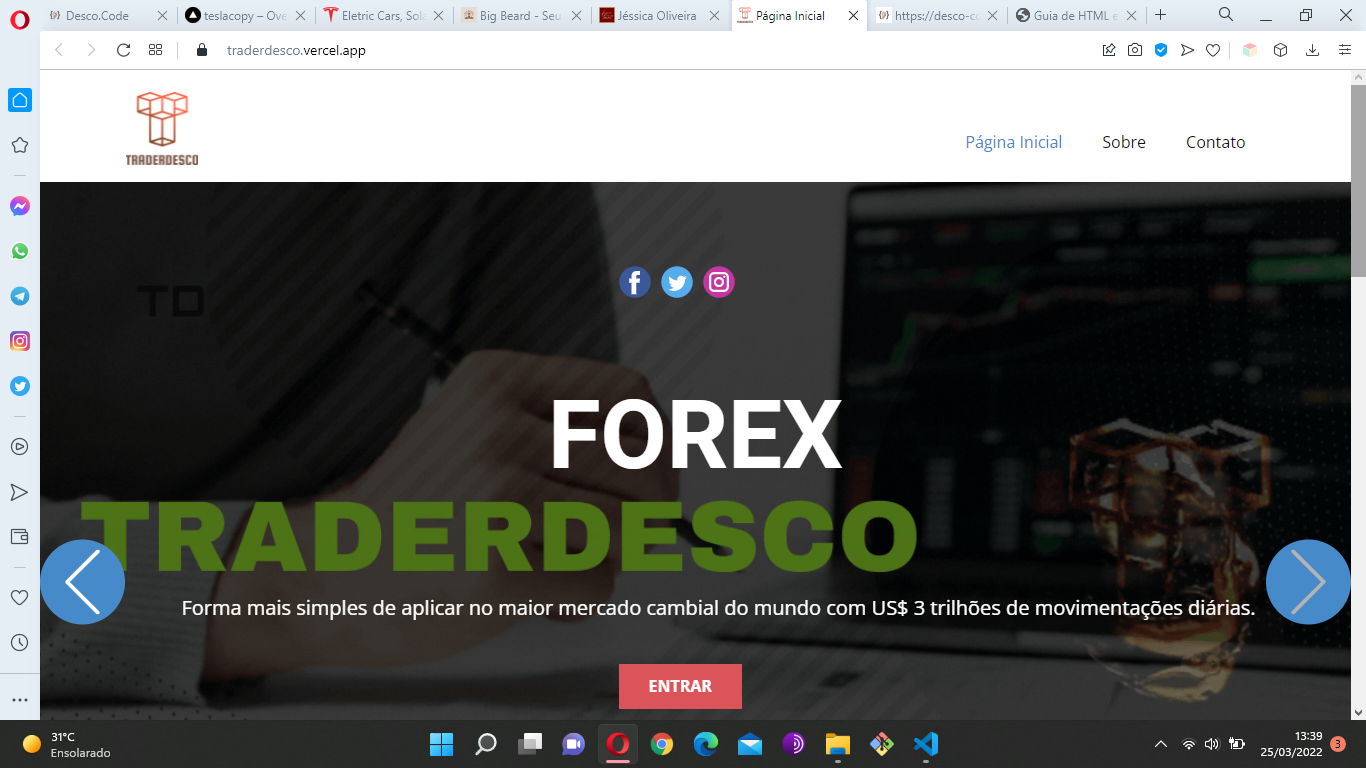 Desco.Code
teslacopy – Ove
Eletric Cars, Sola
Big Beard - Seu
Jéssica Oliveira
Página Inicial
https://desco-co
Guia de HTML e
traderdesco.vercel.app
TRADERDESCO
Página Inicial
Sobre
Contato
TD
FOREX
TRADERDESCO
Forma mais simples de aplicar no maior mercado cambial do mundo com US$ 3 trilhões de movimentações diárias.
ENTRAR
31°C
Ensolarado
13:39
25/03/2022
3